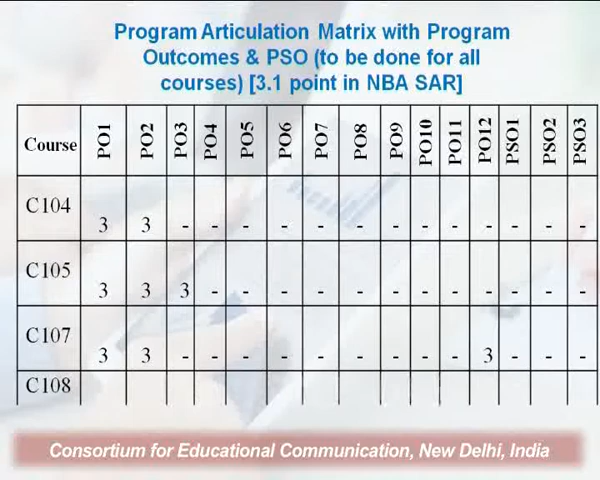 Program Articulation Matrix with Program
Outcomes & PSO (to be done for all
courses) [3.1 point in NBA SAR]
Course PO1 PO2 PO3 PO4 PO5 PO6 PO7 PO8 PO9 PO10 PO11 PO12 PSO1 PSO2 PSO3
C104 3 3 - - - - - - - - - - - - -
C105 3 3 3 - - - - - - - - - - - -
C107 3 3 - - - - - - - - - 3 - - -
C108
Consortium for Educational Communication, New Delhi, India